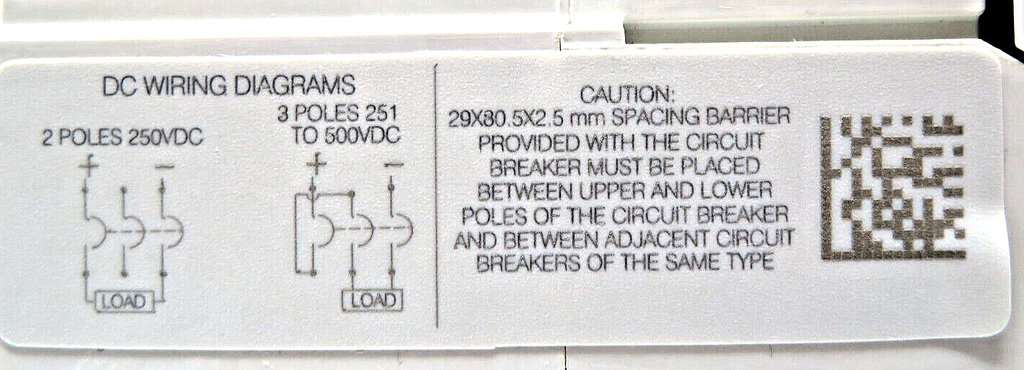 DC WIRING DIAGRAMS
2 POLES 250VDC
+ −
LOAD
3 POLES 251
TO 500VDC
+ −
LOAD
CAUTION:
29X80.5X2.5 mm SPACING BARRIER
PROVIDED WITH THE CIRCUIT
BREAKER MUST BE PLACED
BETWEEN UPPER AND LOWER
POLES OF THE CIRCUIT BREAKER
AND BETWEEN ADJACENT CIRCUIT
BREAKERS OF THE SAME TYPE